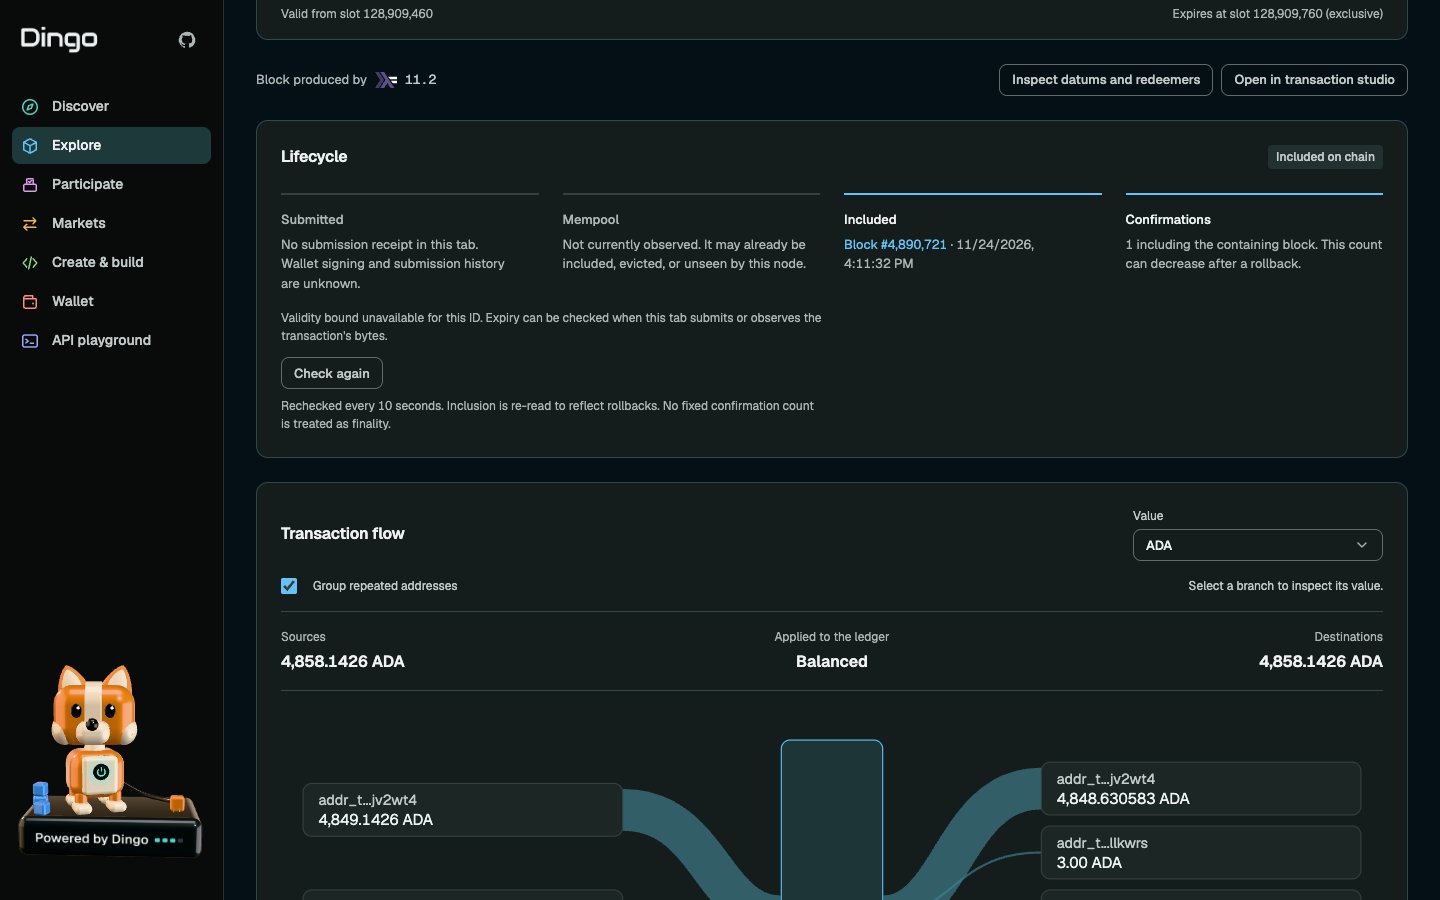 Dingo
Discover
Explore
Participate
Markets
Create & build
Wallet
API playground
Powered by Dingo
Valid from slot 128,909,460
Expires at slot 128,909,760 (exclusive)
Block produced by 11.2
Inspect datums and redeemers
Open in transaction studio
Lifecycle
Included on chain
Submitted
No submission receipt in this tab.
Wallet signing and submission history
are unknown.
Mempool
Not currently observed. It may already be
included, evicted, or unseen by this node.
Included
Block #4,890,721 · 11/24/2026,
4:11:32 PM
Confirmations
1 including the containing block. This count
can decrease after a rollback.
Validity bound unavailable for this ID. Expiry can be checked when this tab submits or observes the
transaction's bytes.
Check again
Rechecked every 10 seconds. Inclusion is re-read to reflect rollbacks. No fixed confirmation count
is treated as finality.
Transaction flow
Value
ADA
Group repeated addresses
Select a branch to inspect its value.
Sources
4,858.1426 ADA
Applied to the ledger
Balanced
Destinations
4,858.1426 ADA
addr_t...jv2wt4
4,849.1426 ADA
addr_t...jv2wt4
4,848.630583 ADA
addr_t...llkwrs
3.00 ADA